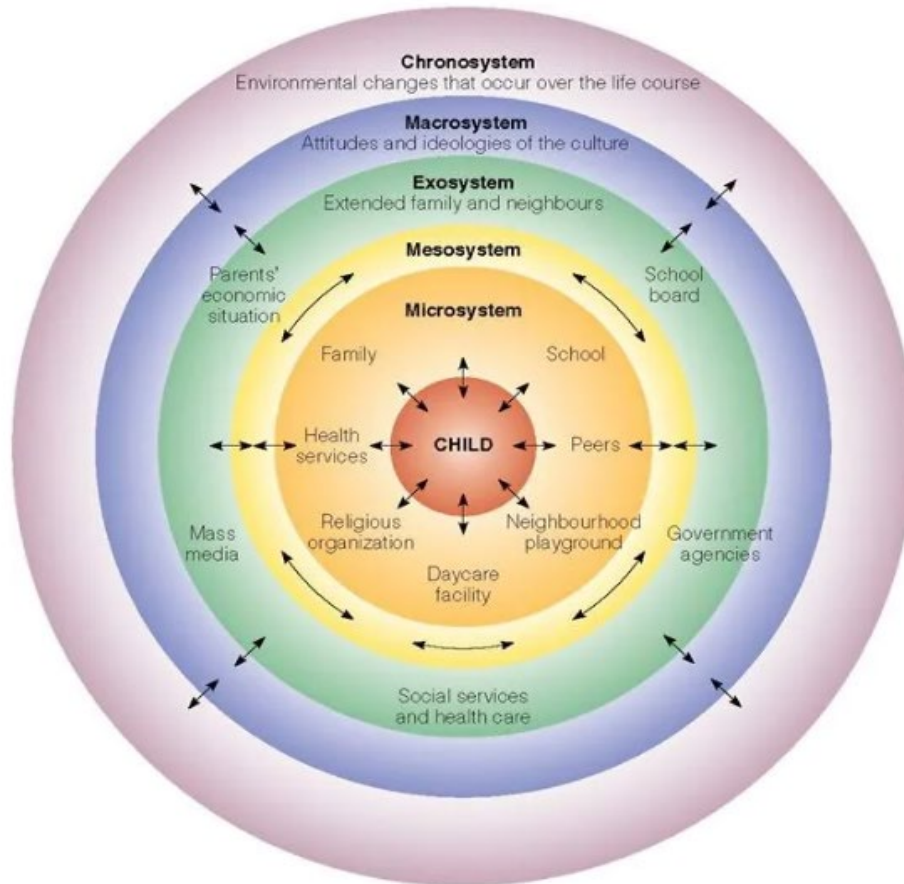 Chronosystem
Environmental changes that occur over the life course
Macrosystem
Attitudes and ideologies of the culture
Exosystem
Extended family and neighbours
Mesosystem
Parents'
economic
situation
School
board
Microsystem
Family
School
Health
services
CHILD
Peers
Religious
organization
Neighbourhood
playground
Mass
media
Government
agencies
Daycare
facility
Social services
and health care